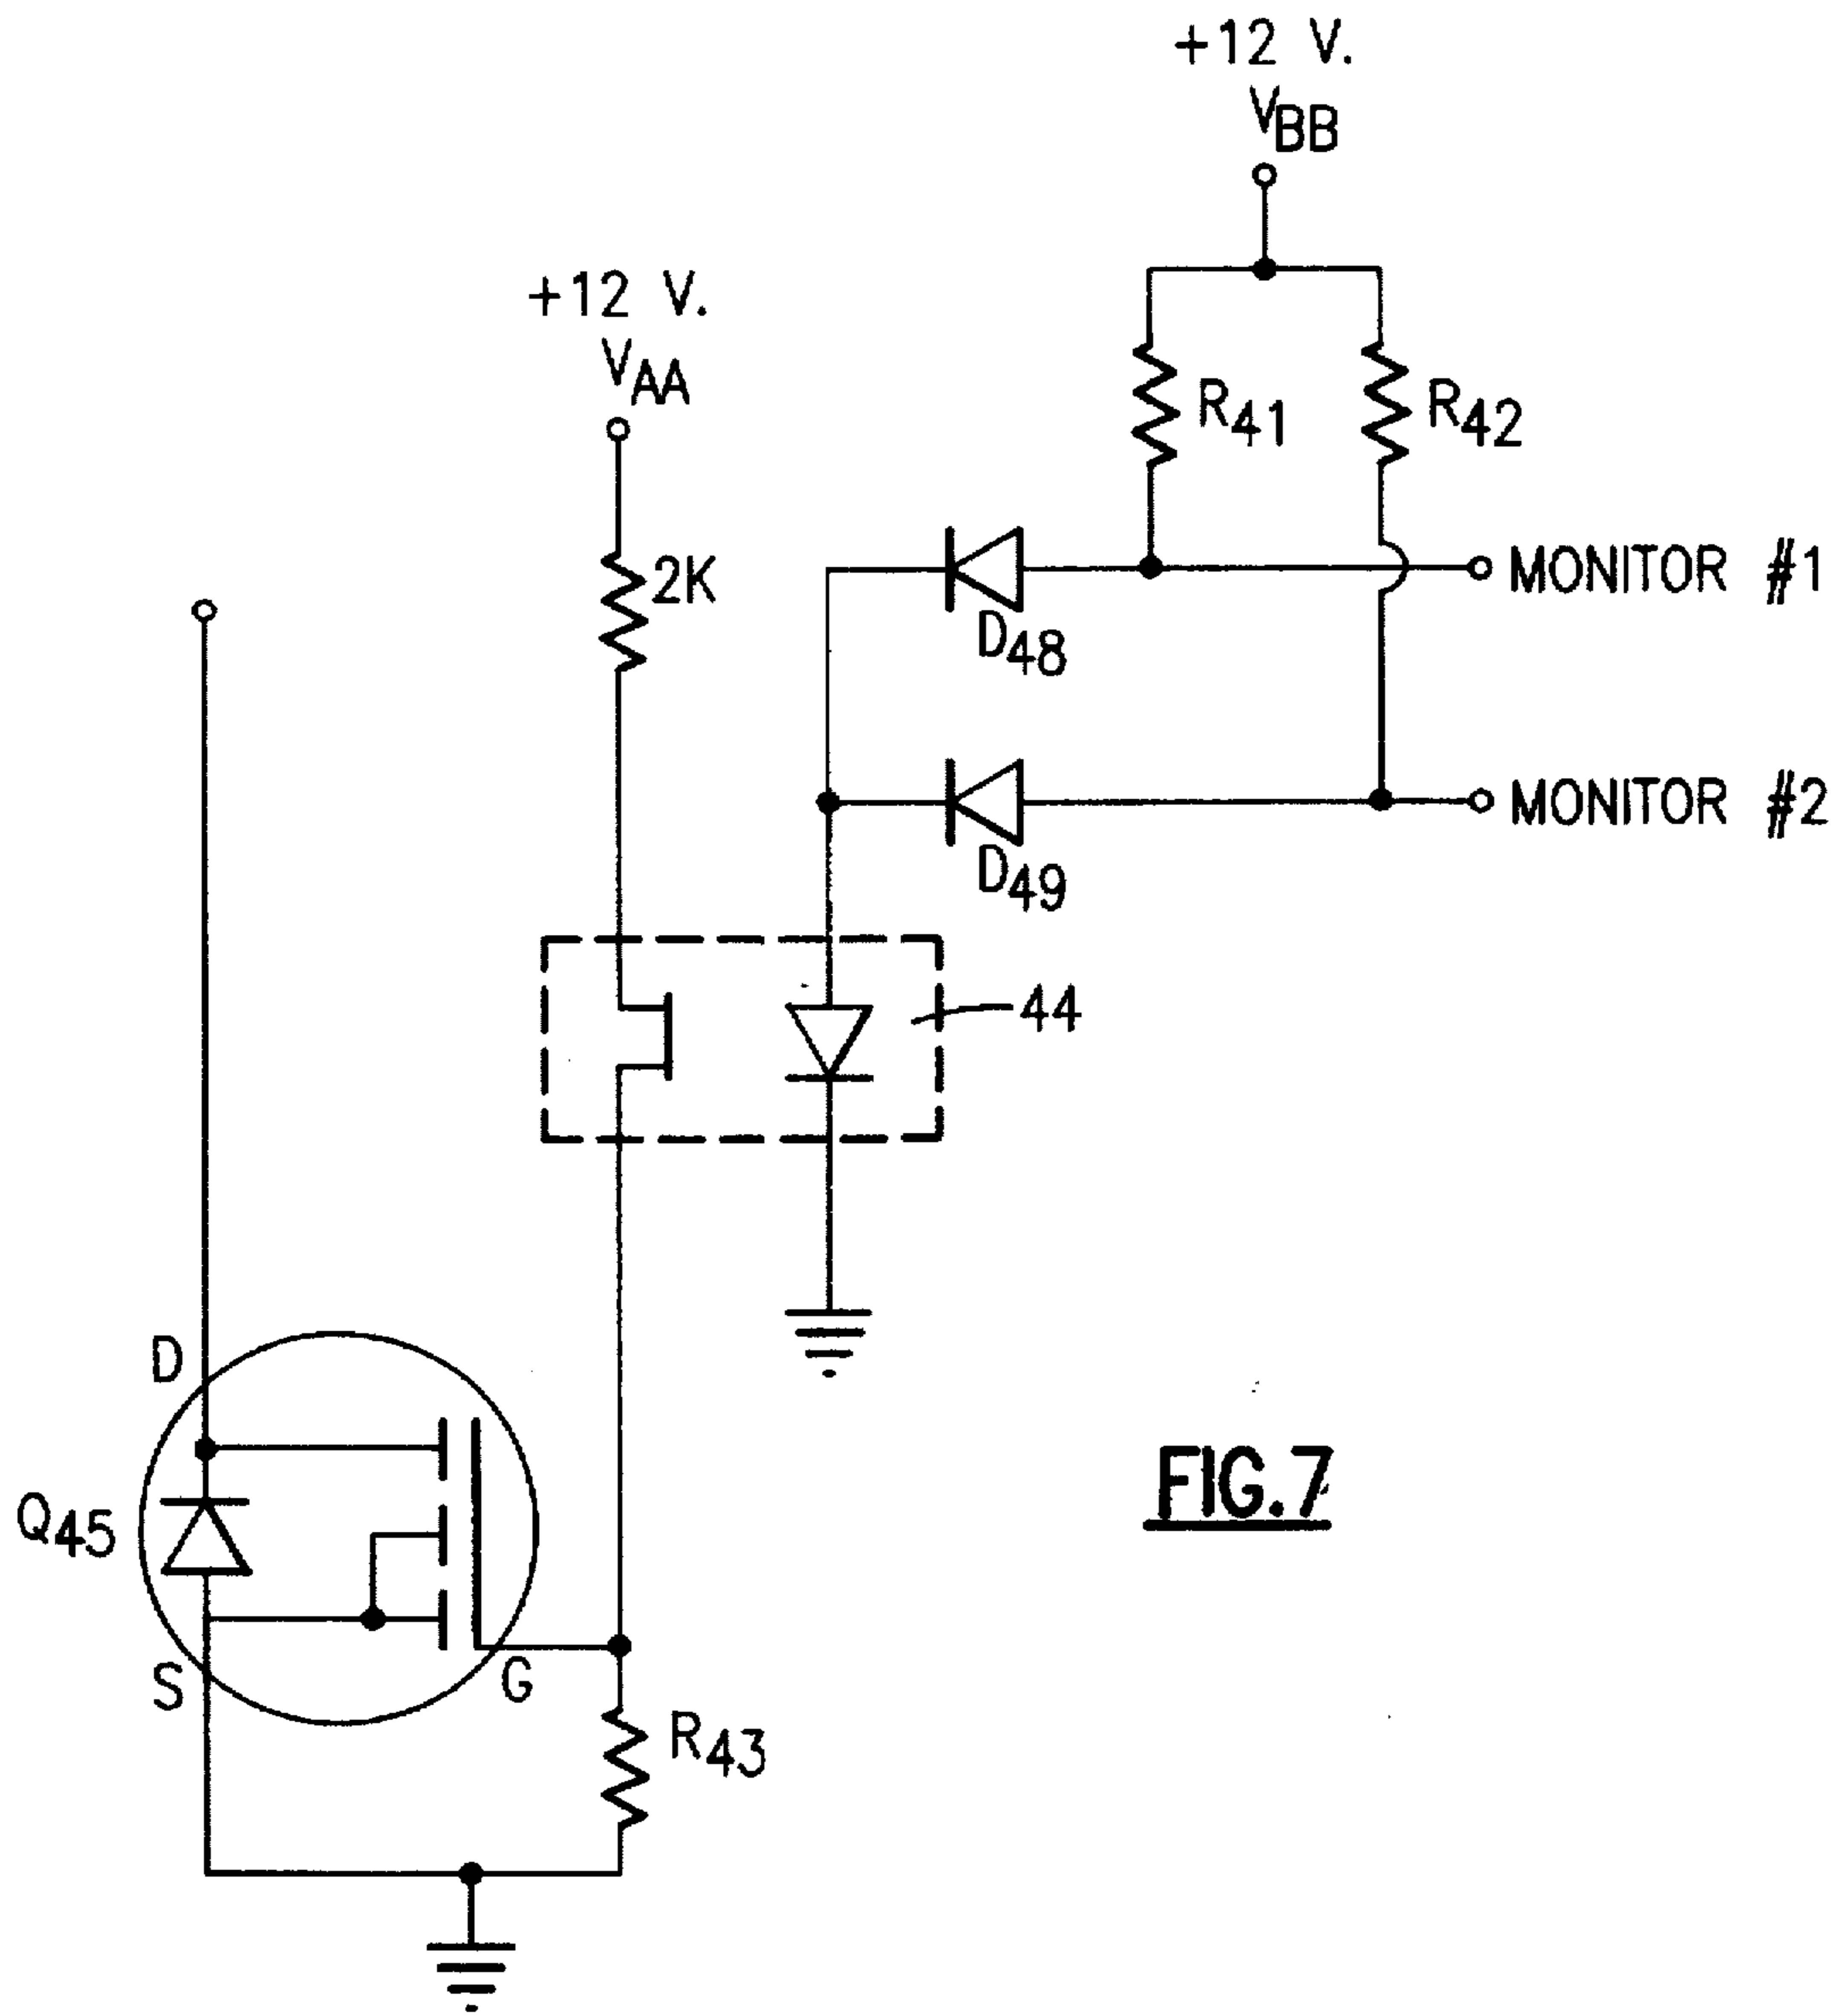 +12 V.
VBB
+12 V.
VAA
R41
R42
2K
MONITOR #1
D48
MONITOR #2
D49
44
D
Q45
S
G
R43
FIG.7